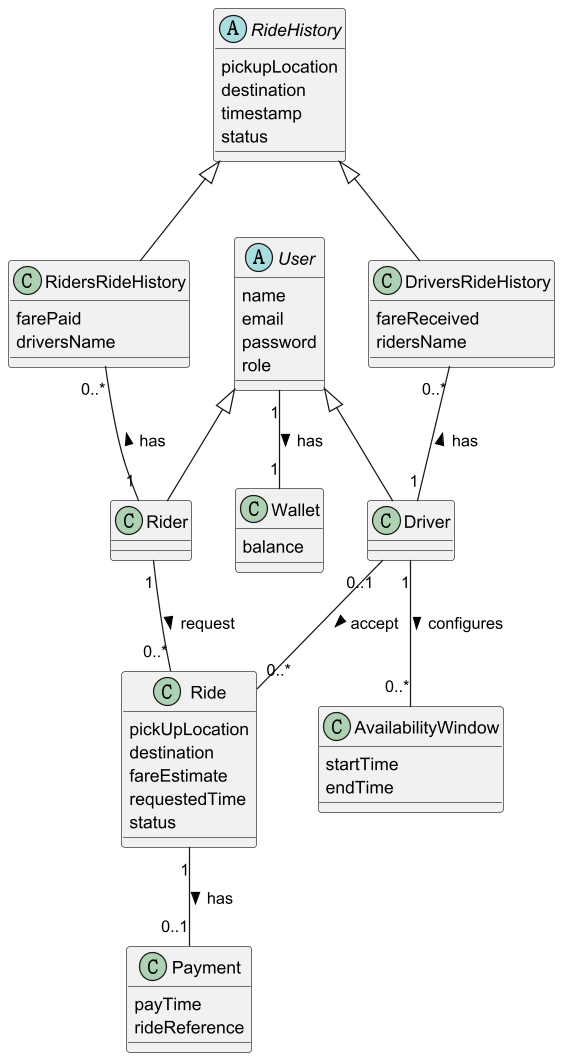 A RideHistory
pickupLocation
destination
timestamp
status
C RidersRideHistory
farePaid
driversName
A User
name
email
password
role
C DriversRideHistory
fareReceived
ridersName
0..*
1
0..*
has
has
has
1
1
1
C Rider
C Wallet
balance
C Driver
1
0..1
1
request
accept
configures
0..*
0..*
0..*
C Ride
pickUpLocation
destination
fareEstimate
requestedTime
status
C AvailabilityWindow
startTime
endTime
1
has
0..1
C Payment
payTime
rideReference